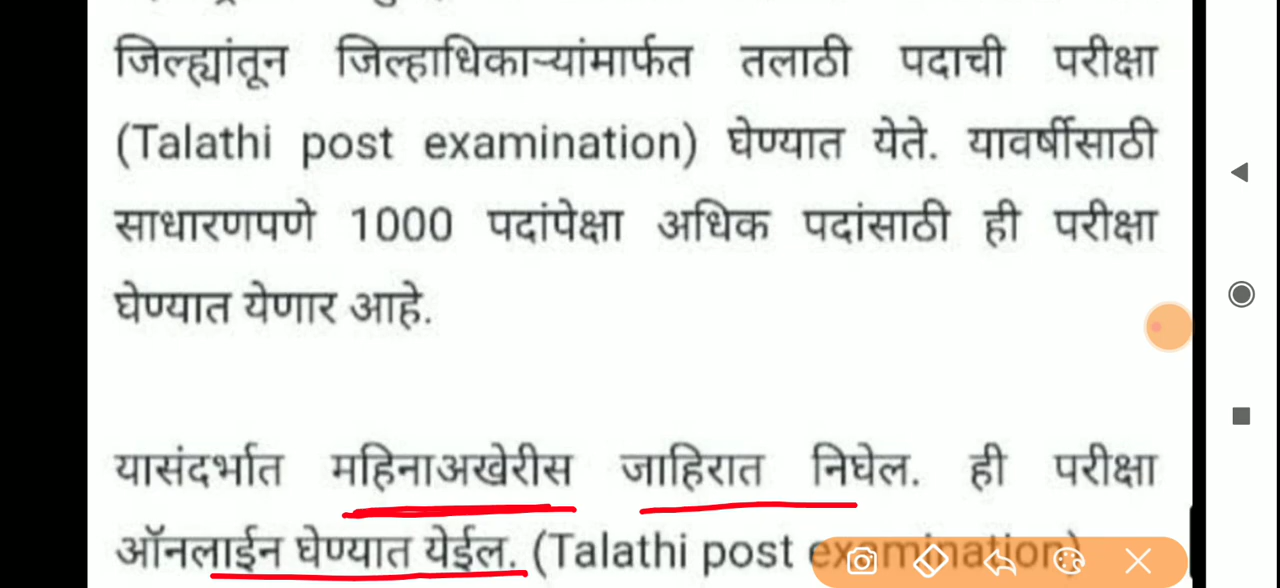 जिल्ह्यांतून जिल्हाधिकाऱ्यांमार्फत तलाठी पदाची परीक्षा
(Talathi post examination) घेण्यात येते. यावर्षीसाठी
साधारणपणे 1000 पदांपेक्षा अधिक पदांसाठी ही परीक्षा
घेण्यात येणार आहे.
यासंदर्भात महिनाअखेरीस जाहिरात निघेल. ही परीक्षा
ऑनलाईन घेण्यात येईल. (Talathi post examination)